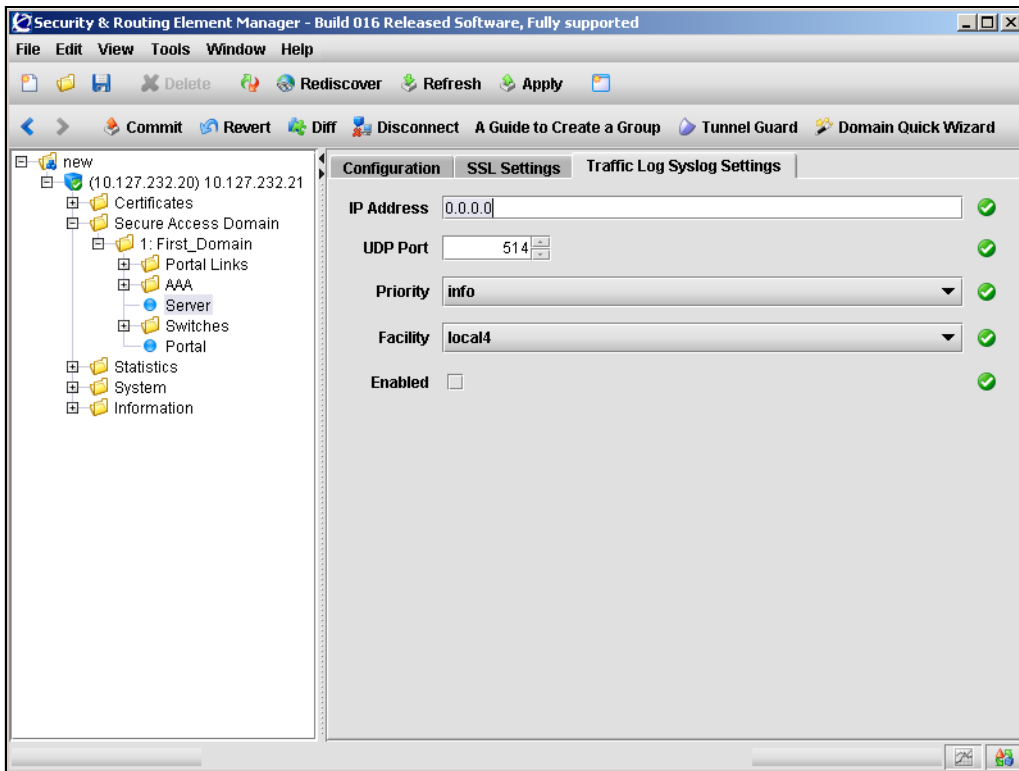 Security & Routing Element Manager - Build 016 Released Software, Fully supported
File Edit View Tools Window Help
Delete Rediscover Refresh Apply
Commit Revert Diff Disconnect A Guide to Create a Group Tunnel Guard Domain Quick Wizard
new
(10.127.232.20) 10.127.232.21
Certificates
Secure Access Domain
1: First_Domain
Portal Links
AAA
Server
Switches
Portal
Statistics
System
Information
Configuration SSL Settings Traffic Log Syslog Settings
IP Address 0.0.0.0
UDP Port 514
Priority info
Facility local4
Enabled